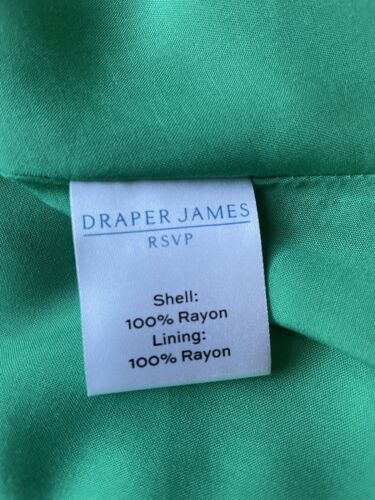 DRAPER JAMES
RSVP
Shell:
100% Rayon
Lining:
100% Rayon